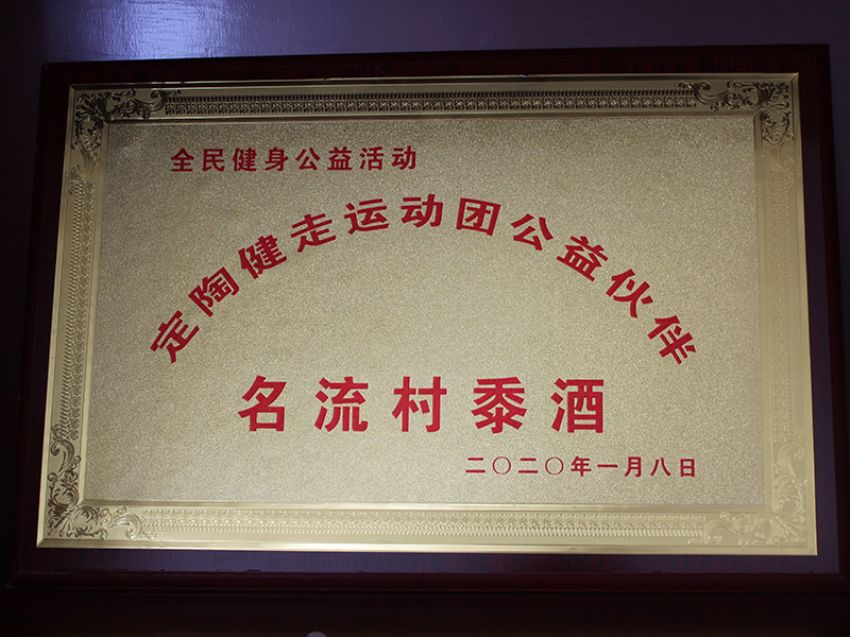 全民健身公益活动
定陶健走运动团公益伙伴
名流村黍酒
二〇二〇年一月八日